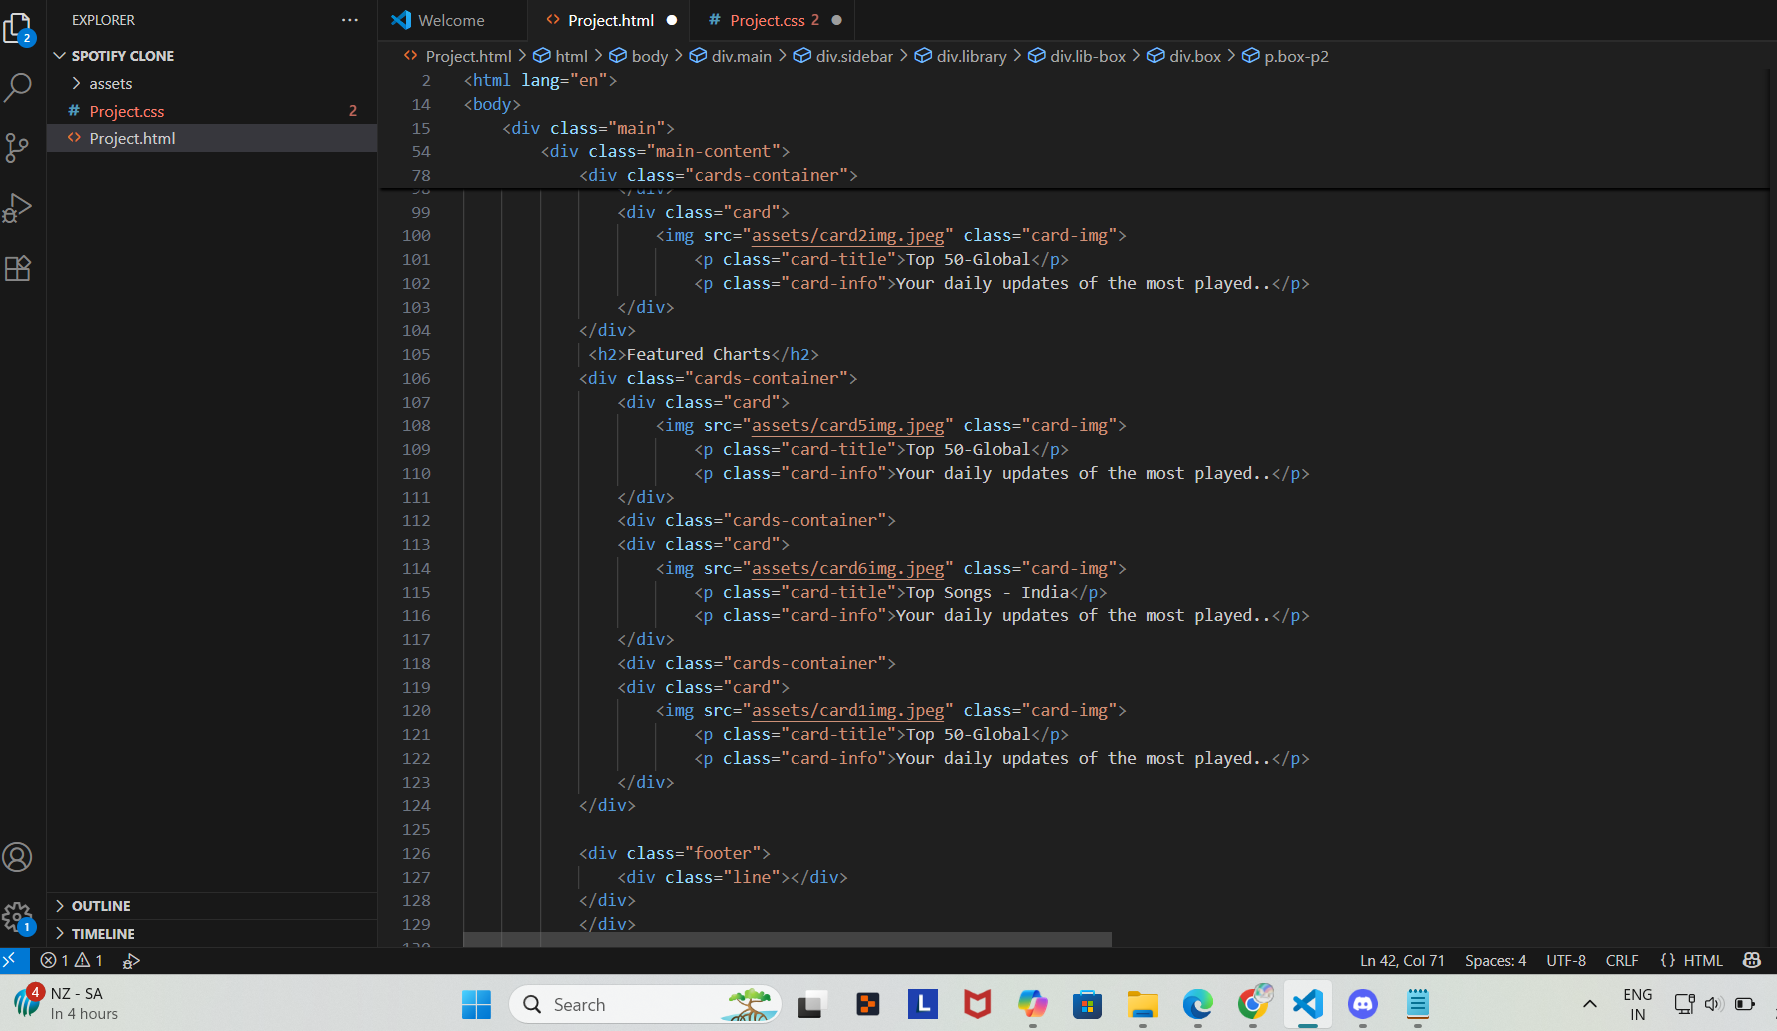 EXPLORER
SPOTIFY CLONE
assets
# Project.css 2
<> Project.html
OUTLINE
TIMELINE
2
1
Welcome
<> Project.html
# Project.css 2
<> Project.html > html > body > div.main > div.sidebar > div.library > div.lib-box > div.box > p.box-p2
2 <html lang="en">
14 <body>
15 <div class="main">
54 <div class="main-content">
78 <div class="cards-container">
98 </div>
99 <div class="card">
100 <img src="assets/card2img.jpeg" class="card-img">
101 <p class="card-title">Top 50-Global</p>
102 <p class="card-info">Your daily updates of the most played..</p>
103 </div>
104 </div>
105 <h2>Featured Charts</h2>
106 <div class="cards-container">
107 <div class="card">
108 <img src="assets/card5img.jpeg" class="card-img">
109 <p class="card-title">Top 50-Global</p>
110 <p class="card-info">Your daily updates of the most played..</p>
111 </div>
112 <div class="cards-container">
113 <div class="card">
114 <img src="assets/card6img.jpeg" class="card-img">
115 <p class="card-title">Top Songs - India</p>
116 <p class="card-info">Your daily updates of the most played..</p>
117 </div>
118 <div class="cards-container">
119 <div class="card">
120 <img src="assets/card1img.jpeg" class="card-img">
121 <p class="card-title">Top 50-Global</p>
122 <p class="card-info">Your daily updates of the most played..</p>
123 </div>
124 </div>
125
126 <div class="footer">
127 <div class="line"></div>
128 </div>
129 </div>
1 1
Ln 42, Col 71 Spaces: 4 UTF-8 CRLF {} HTML
4
NZ - SA
In 4 hours
Search
L
ENG
IN